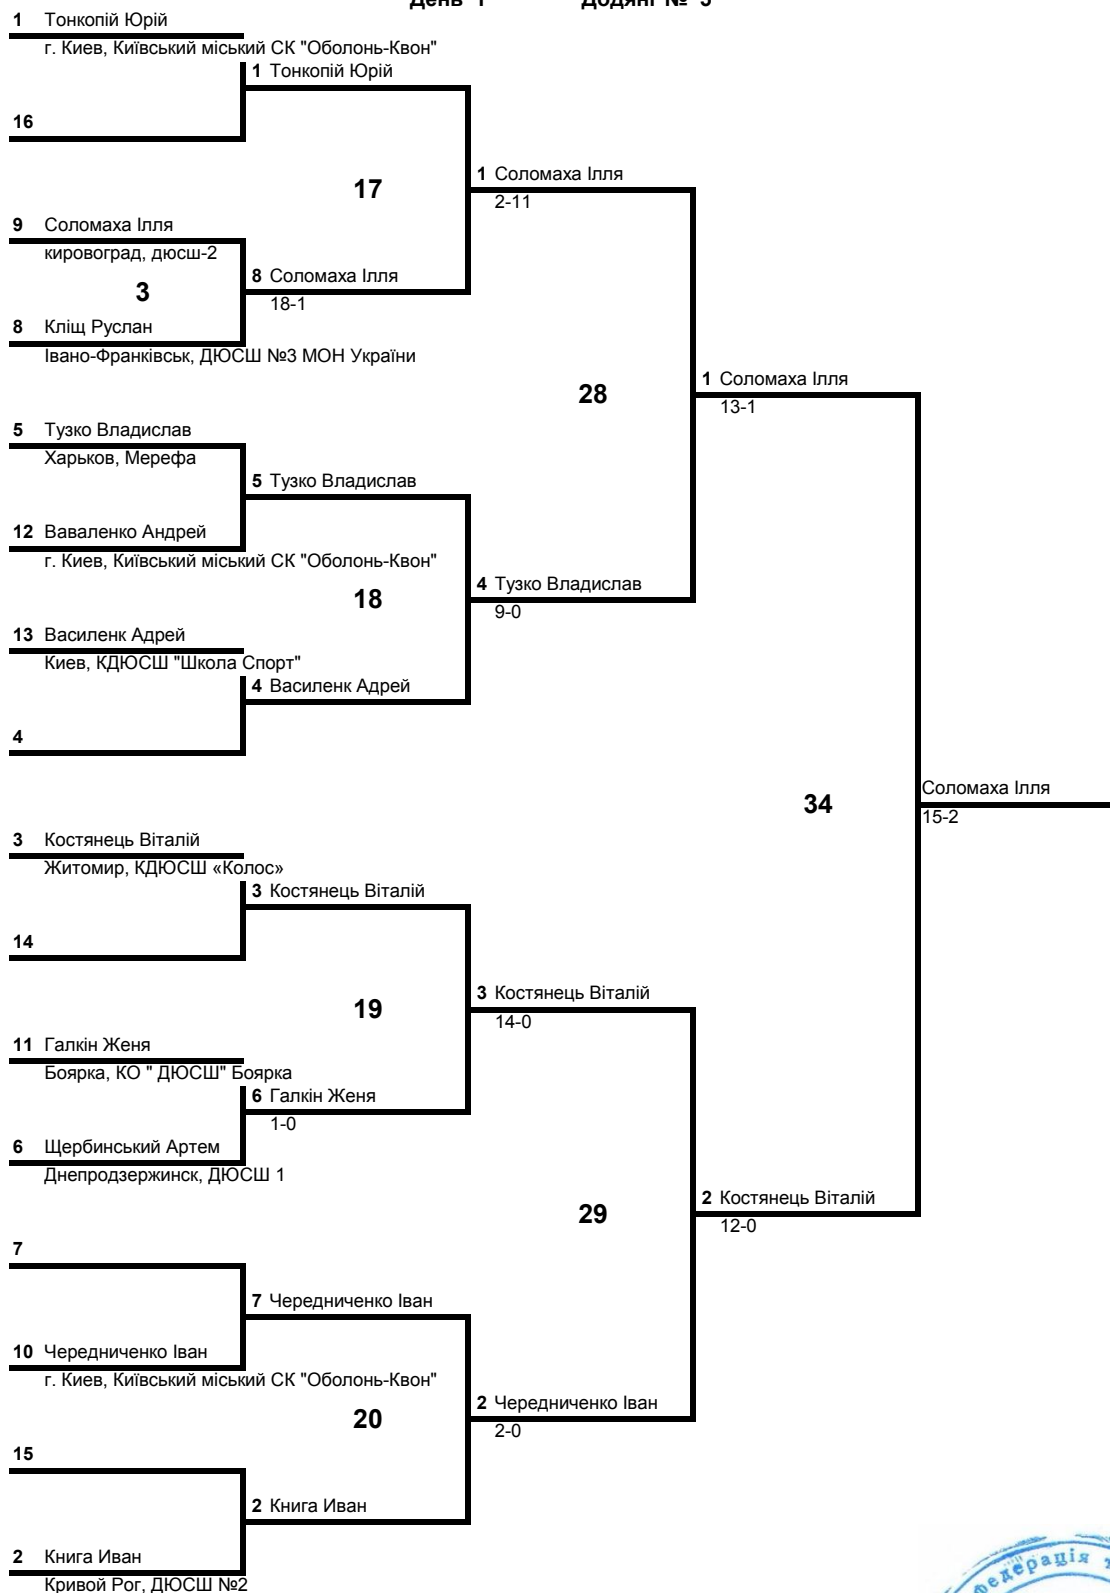 День 1 Додянг № 3
1 Тонкопій Юрій
г. Киев, Київський міський СК "Оболонь-Квон"
1 Тонкопій Юрій
16
17
1 Соломаха Ілля
2-11
9 Соломаха Ілля
кировоград, дюсш-2
3
8 Соломаха Ілля
18-1
8 Кліщ Руслан
Івано-Франківськ, ДЮСШ №3 МОН України
28
1 Соломаха Ілля
13-1
5 Тузко Владислав
Харьков, Мерефа
5 Тузко Владислав
12 Ваваленко Андрей
г. Киев, Київський міський СК "Оболонь-Квон"
18
4 Тузко Владислав
9-0
13 Василенк Адрей
Киев, КДЮСШ "Школа Спорт"
4 Василенк Адрей
4
34
Соломаха Ілля
15-2
3 Костянець Віталій
Житомир, КДЮСШ «Колос»
3 Костянець Віталій
14
19
3 Костянець Віталій
14-0
11 Галкін Женя
Боярка, КО " ДЮСШ" Боярка
6 Галкін Женя
1-0
6 Щербинський Артем
Днепродзержинск, ДЮСШ 1
29
2 Костянець Віталій
12-0
7
7 Чередниченко Іван
10 Чередниченко Іван
г. Киев, Київський міський СК "Оболонь-Квон"
20
2 Чередниченко Іван
2-0
15
2 Книга Иван
2 Книга Иван
Кривой Рог, ДЮСШ №2
федерація